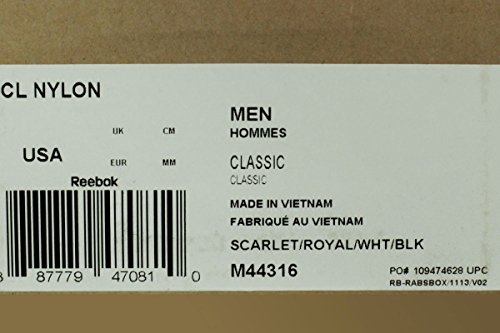 CL NYLON
UK CM
USA EUR MM
Reebok
87779 47081 0
MEN
HOMMES
CLASSIC
CLASSIC
MADE IN VIETNAM
FABRIQUÉ AU VIETNAM
SCARLET/ROYAL/WHT/BLK
M44316
PO# 109474628 UPC
RB-RABSBOX/1113/V02